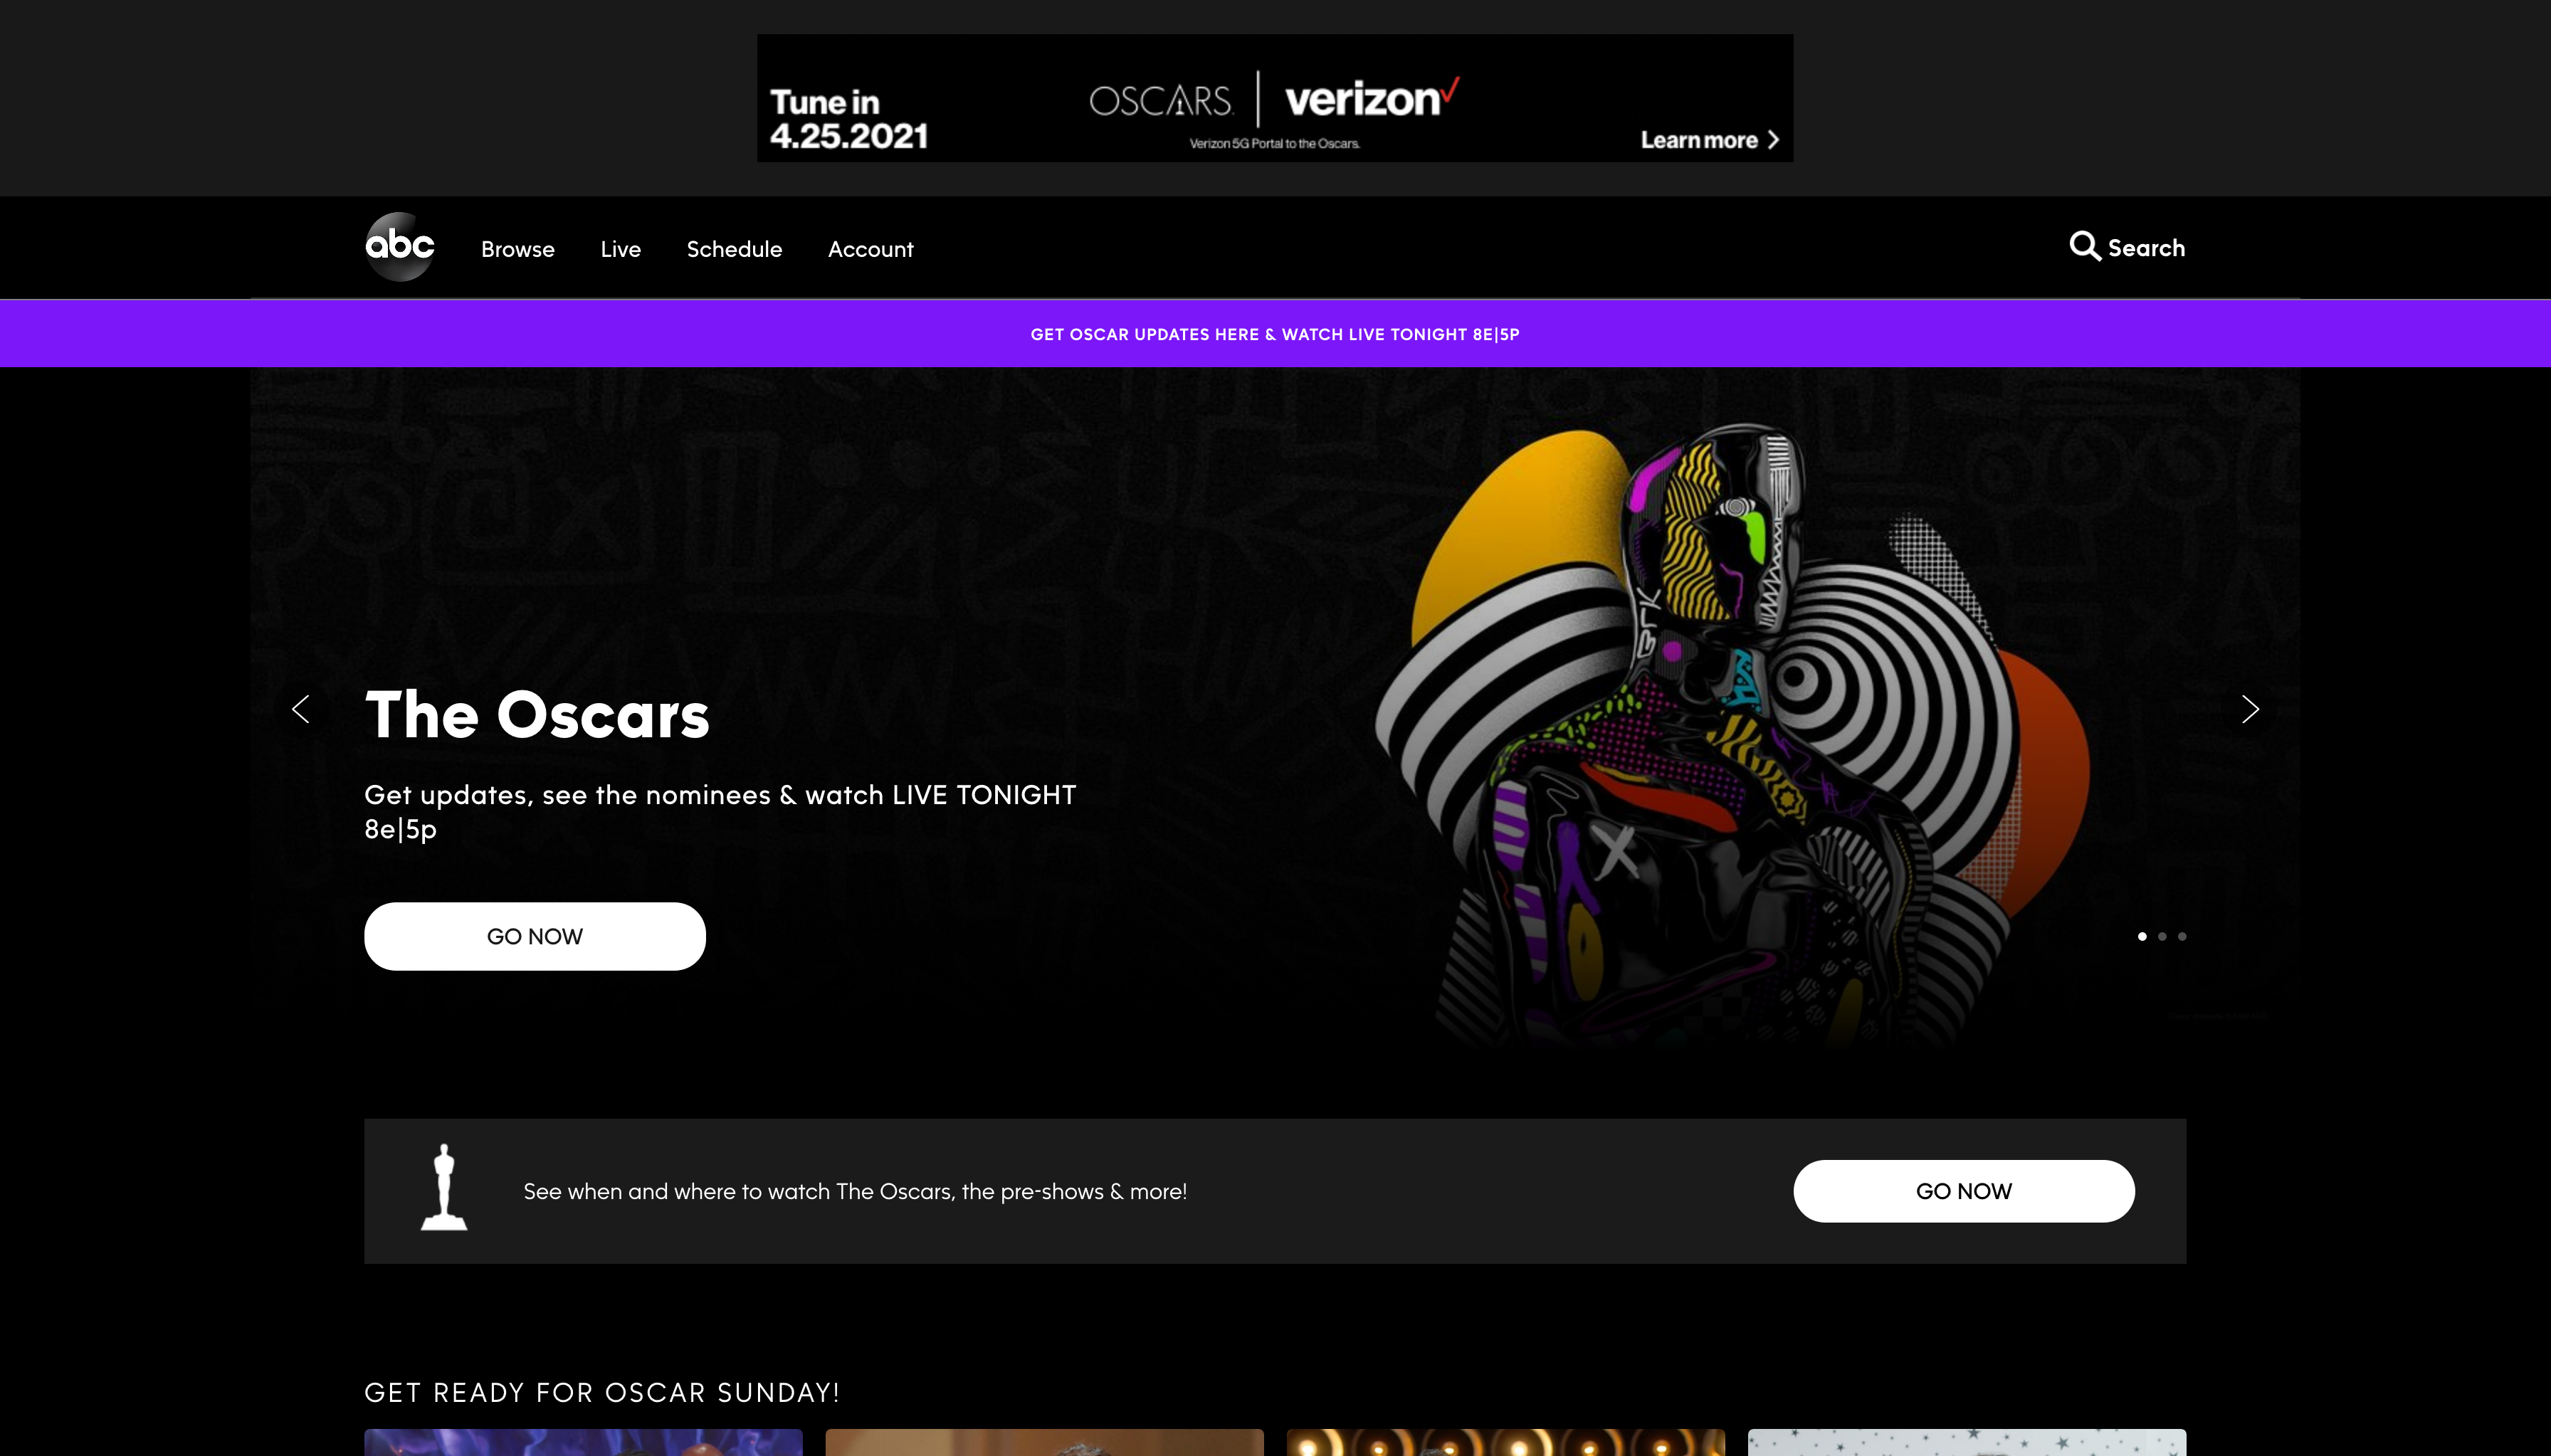 Tune in
4.25.2021
OSCARS.
verizon
Verizon 5G Portal to the Oscars.
Learn more
abc
Browse
Live
Schedule
Account
Search
GET OSCAR UPDATES HERE & WATCH LIVE TONIGHT 8E|5P
The Oscars
Get updates, see the nominees & watch LIVE TONIGHT
8e|5p
GO NOW
See when and where to watch The Oscars, the pre-shows & more!
GO NOW
GET READY FOR OSCAR SUNDAY!